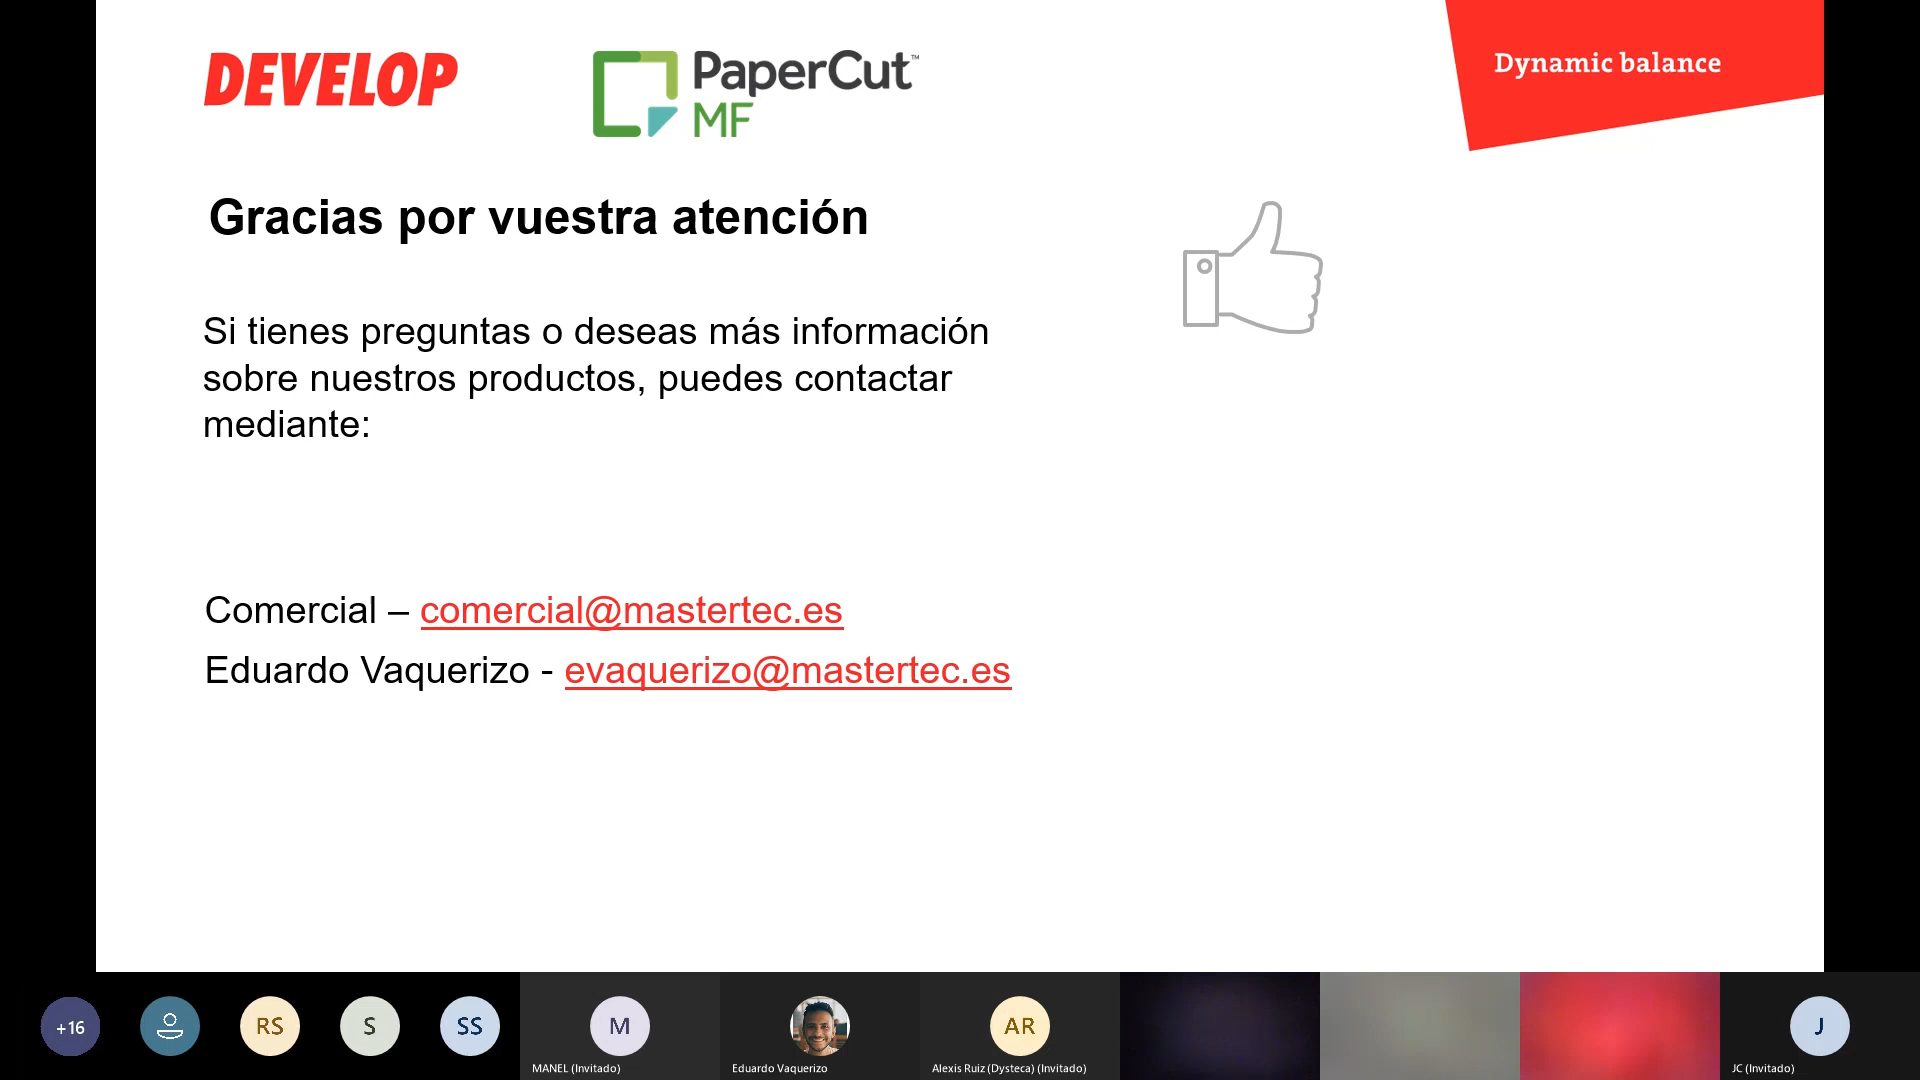 DEVELOP
PaperCut™
MF
Dynamic balance
Gracias por vuestra atención
Si tienes preguntas o deseas más información
sobre nuestros productos, puedes contactar
mediante:
Comercial – comercial@mastertec.es
Eduardo Vaquerizo - evaquerizo@mastertec.es
+16
RS
S
SS
M
MANEL (Invitado)
Eduardo Vaquerizo
AR
Alexis Ruiz (Dysteca) (Invitado)
J
JC (Invitado)